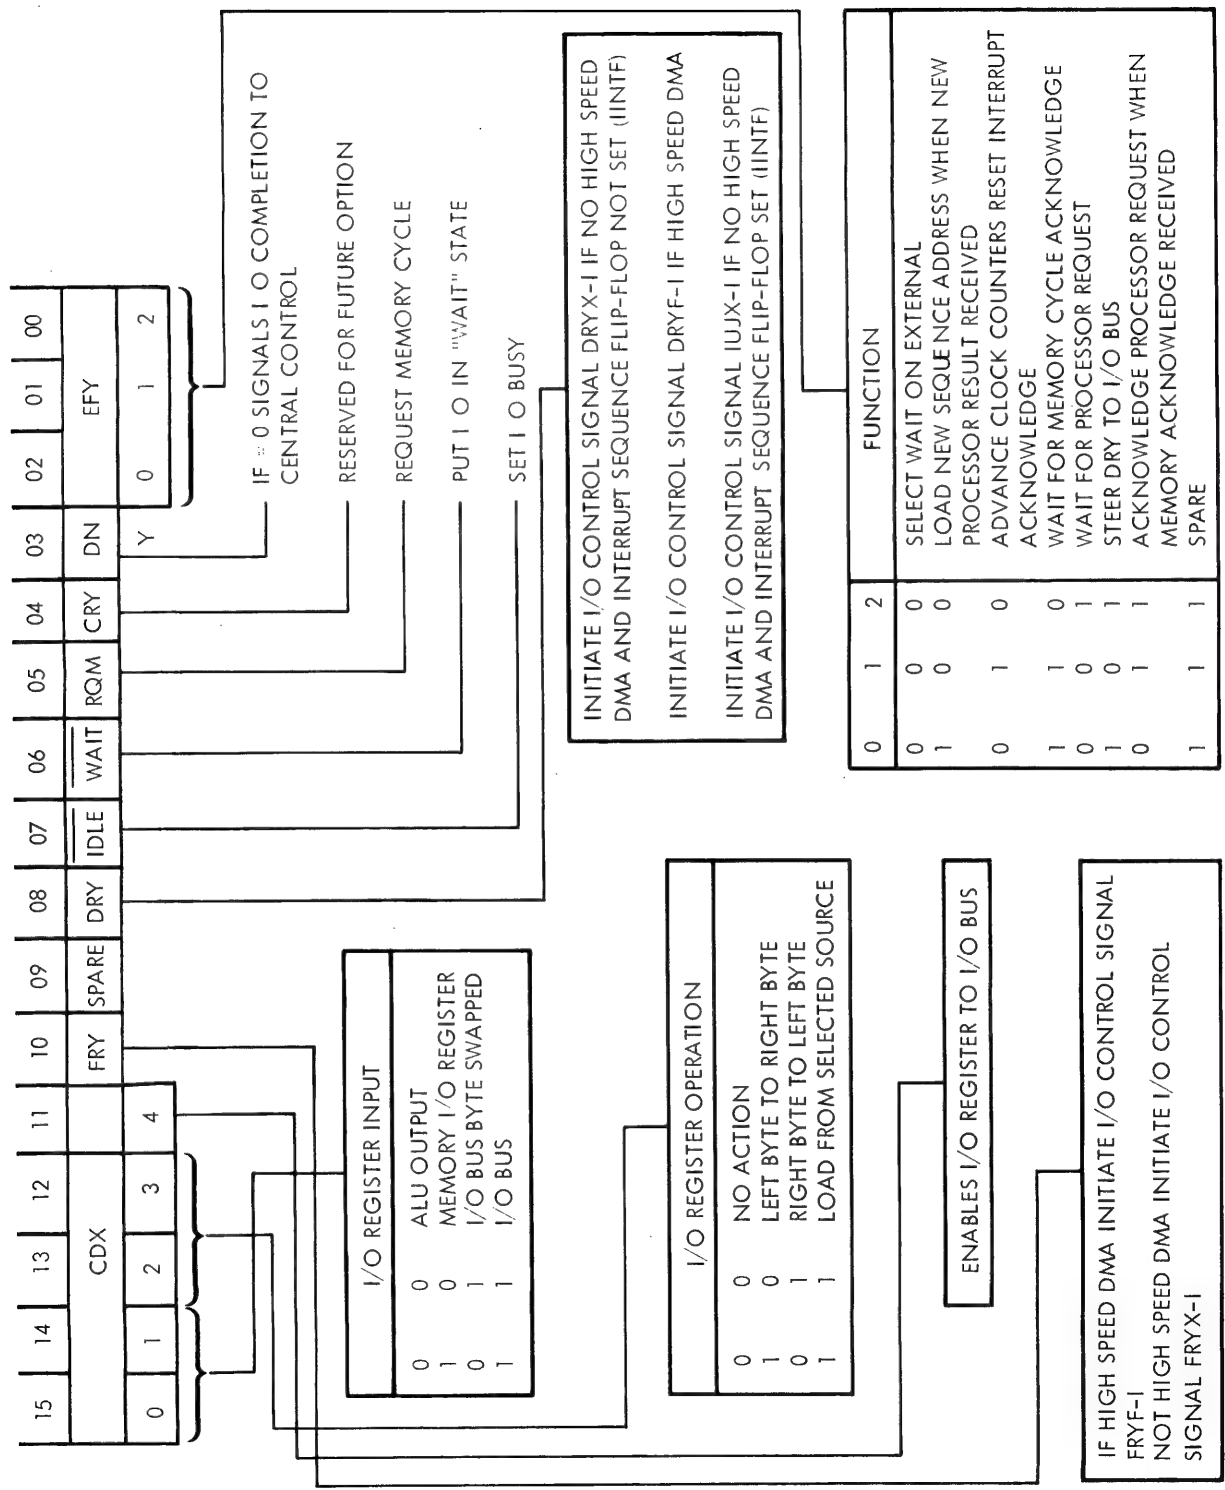 15 14 13 12 11 10 09 08 07 06 05 04 03 02 01 00
CDX FRY SPARE DRY IDLE WAIT RQM CRY DN EFY
0 1 2 3 4 Y 0 1 2
IF = 0 SIGNALS I O COMPLETION TO
CENTRAL CONTROL
RESERVED FOR FUTURE OPTION
REQUEST MEMORY CYCLE
PUT I O IN "WAIT" STATE
SET I O BUSY
INITIATE I/O CONTROL SIGNAL DRYX-I IF NO HIGH SPEED
DMA AND INTERRUPT SEQUENCE FLIP-FLOP NOT SET (IINTF)
INITIATE I/O CONTROL SIGNAL DRYF-I IF HIGH SPEED DMA
INITIATE I/O CONTROL SIGNAL IUJX-I IF NO HIGH SPEED
DMA AND INTERRUPT SEQUENCE FLIP-FLOP SET (IINTF)
I/O REGISTER INPUT
0 0 ALU OUTPUT
1 0 MEMORY I/O REGISTER
0 1 I/O BUS BYTE SWAPPED
1 1 I/O BUS
I/O REGISTER OPERATION
0 0 NO ACTION
1 0 LEFT BYTE TO RIGHT BYTE
0 1 RIGHT BYTE TO LEFT BYTE
1 1 LOAD FROM SELECTED SOURCE
ENABLES I/O REGISTER TO I/O BUS
IF HIGH SPEED DMA INITIATE I/O CONTROL SIGNAL
FRYF-I
NOT HIGH SPEED DMA INITIATE I/O CONTROL
SIGNAL FRYX-I
0 1 2 FUNCTION
0 0 0 SELECT WAIT ON EXTERNAL
1 0 0 LOAD NEW SEQUENCE ADDRESS WHEN NEW
PROCESSOR RESULT RECEIVED
0 1 0 ADVANCE CLOCK COUNTERS RESET INTERRUPT
ACKNOWLEDGE
1 1 0 WAIT FOR MEMORY CYCLE ACKNOWLEDGE
0 0 1 WAIT FOR PROCESSOR REQUEST
1 0 1 STEER DRY TO I/O BUS
0 1 1 ACKNOWLEDGE PROCESSOR REQUEST WHEN
MEMORY ACKNOWLEDGE RECEIVED
1 1 1 SPARE